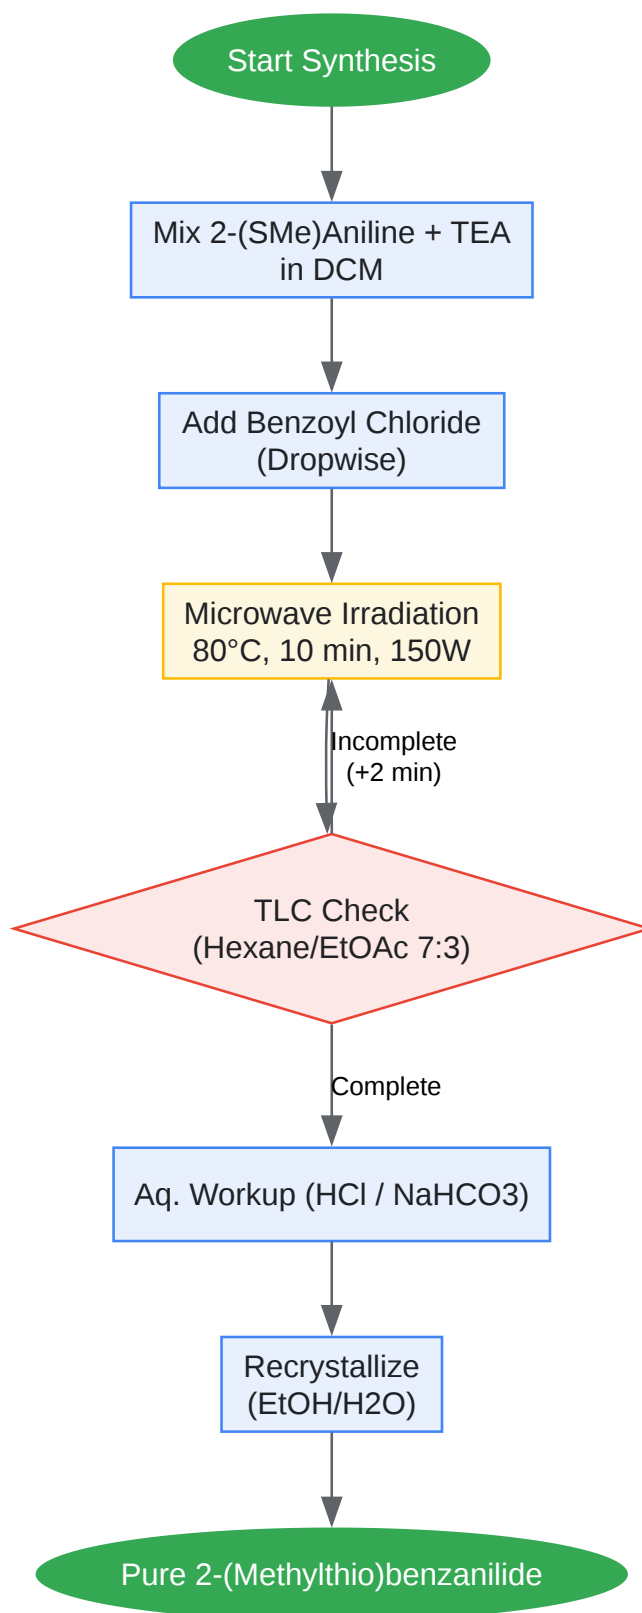 Start Synthesis
Mix 2-(SMe)Aniline + TEA
in DCM
Add Benzoyl Chloride
(Dropwise)
Microwave Irradiation
80°C, 10 min, 150W
Incomplete
(+2 min)
TLC Check
(Hexane/EtOAc 7:3)
Complete
Aq. Workup (HCl / NaHCO3)
Recrystallize
(EtOH/H2O)
Pure 2-(Methylthio)benzanilide